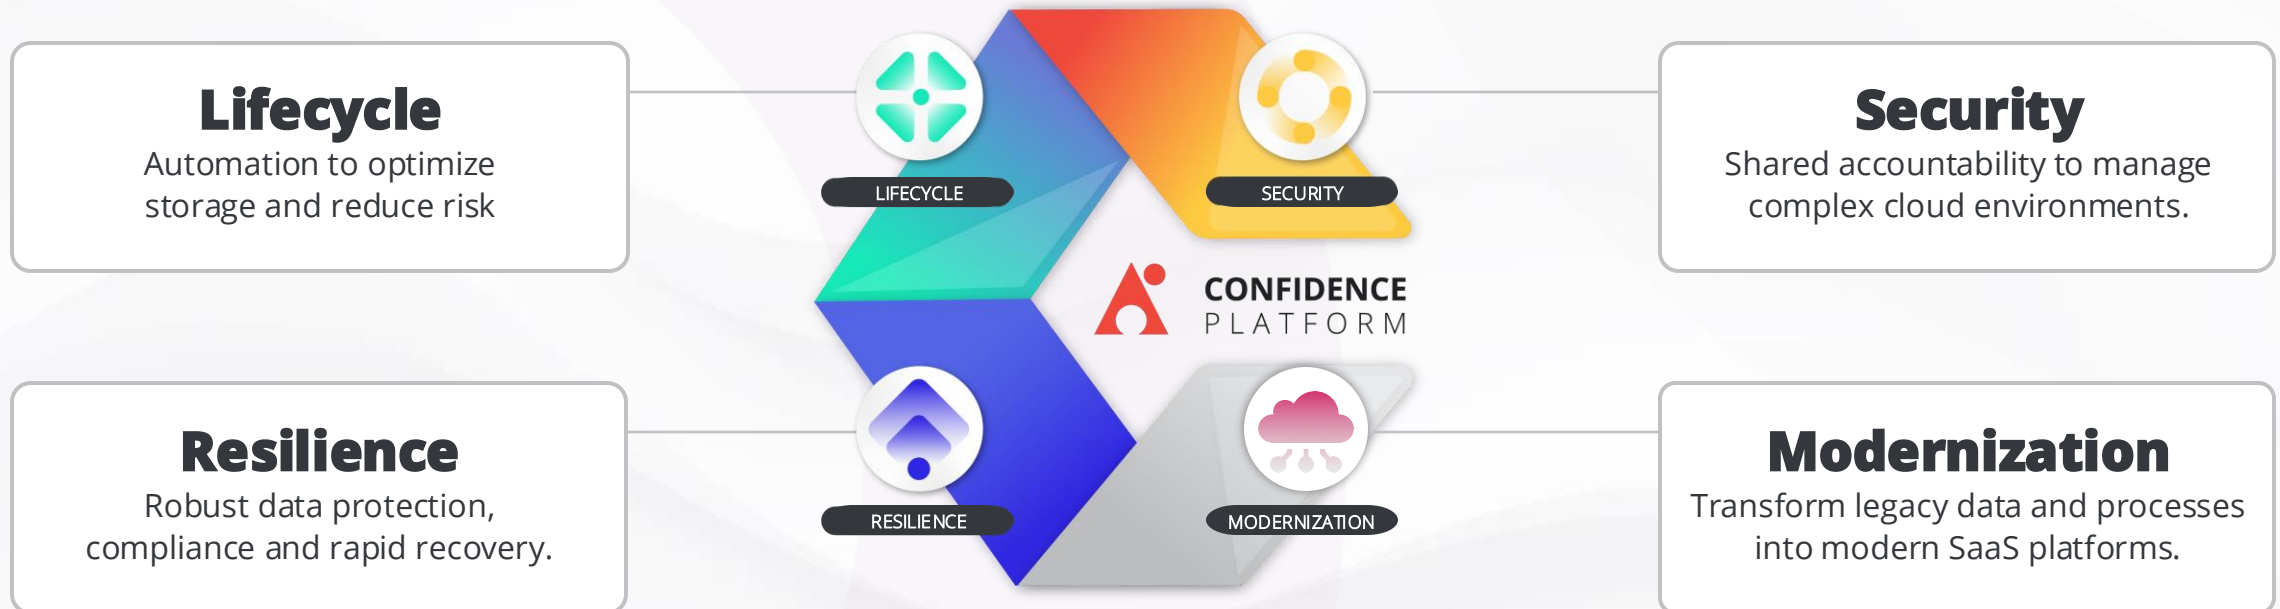 Lifecycle
Automation to optimize
storage and reduce risk
LIFECYCLE
SECURITY
Security
Shared accountability to manage
complex cloud environments.
CONFIDENCE
PLATFORM
Resilience
Robust data protection,
compliance and rapid recovery.
RESILIENCE
MODERNIZATION
Modernization
Transform legacy data and processes
into modern SaaS platforms.